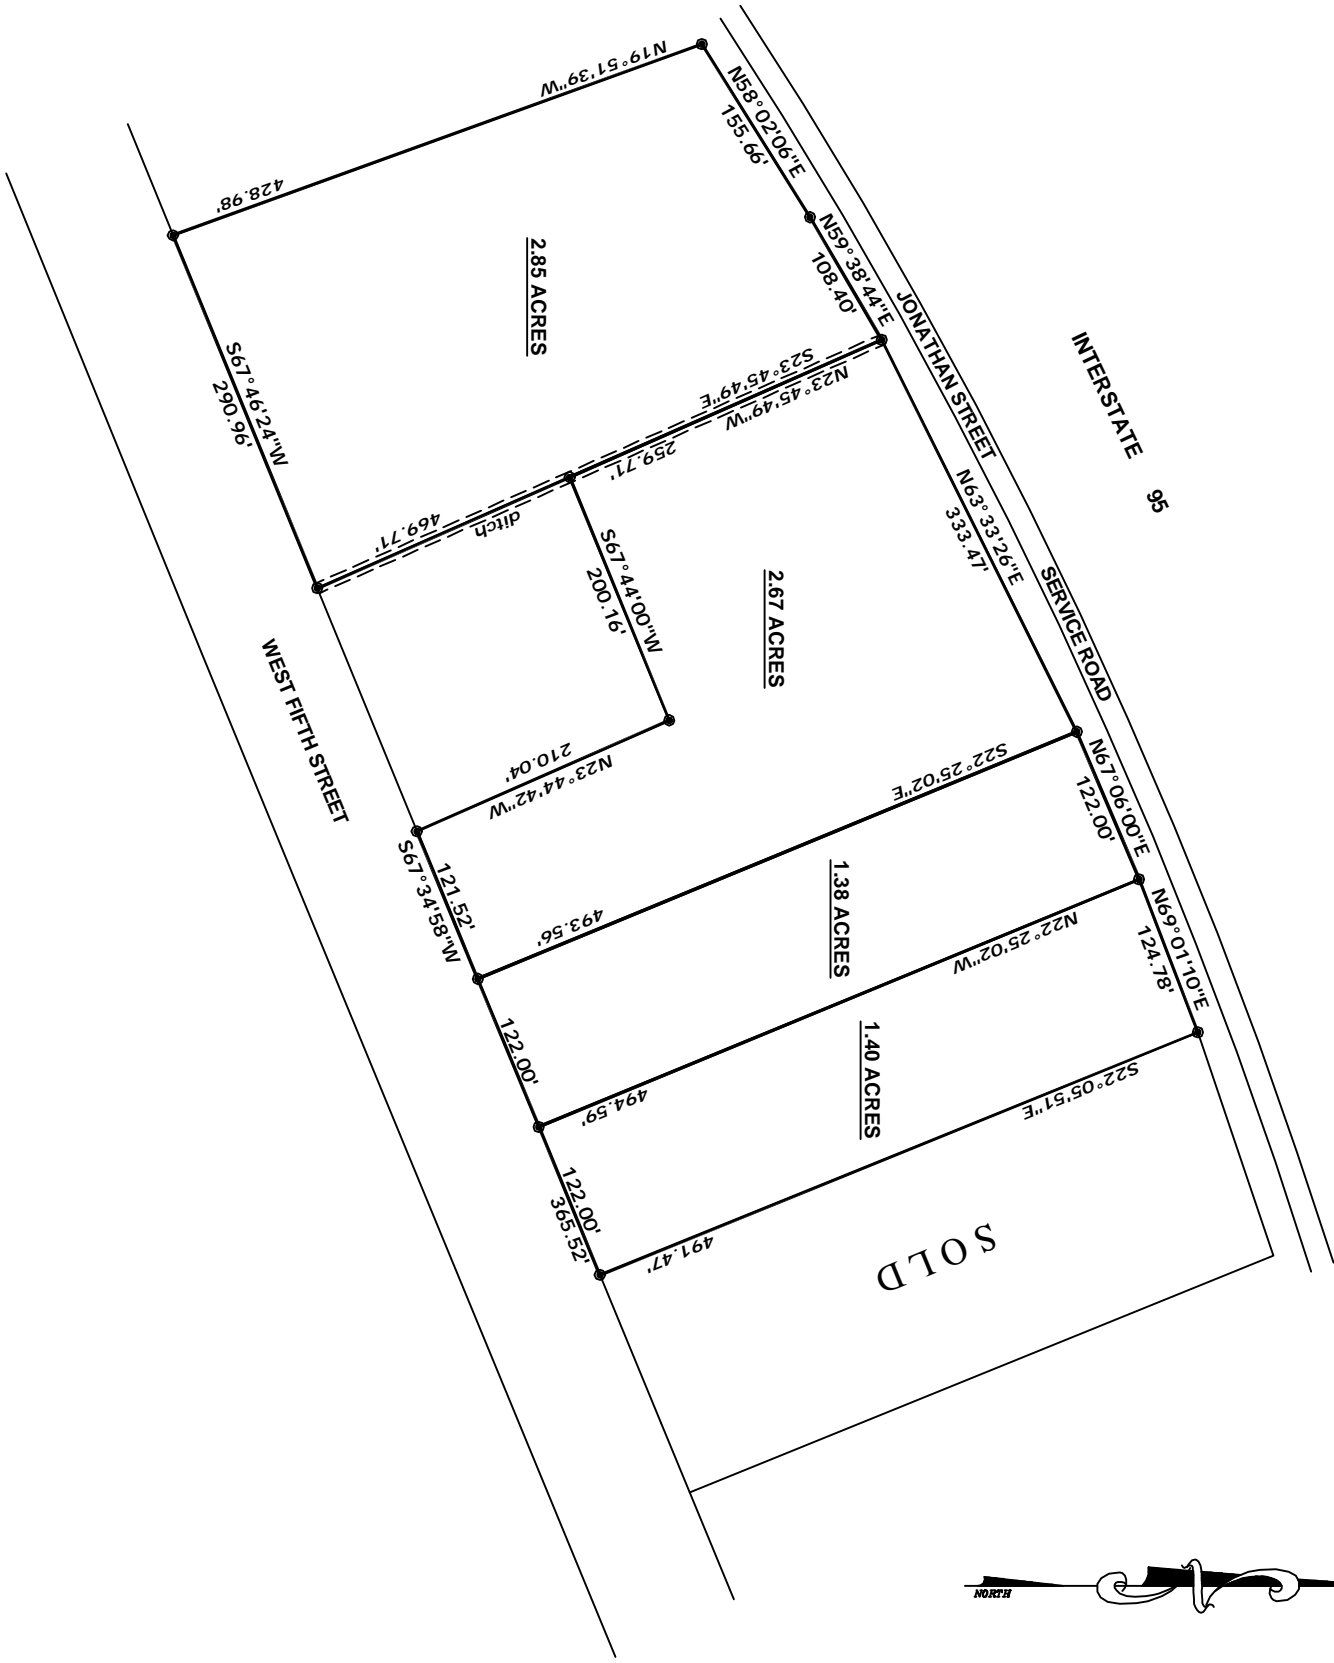 INTERSTATE 95
JONATHAN STREET
SERVICE ROAD
N58°02'06"E
155.66'
N59°38'44"E
108.40'
N63°33'26"E
333.47'
N67°06'00"E
122.00'
N69°01'10"E
124.78'
N19°51'39"W
428.98'
2.85 ACRES
S67°46'24"W
290.96'
S23°45'49"E
N23°45'49"W
259.71'
469.71'
ditch
S67°44'00"W
200.16'
2.67 ACRES
N23°44'42"W
210.04'
S67°34'58"W
121.52'
S22°25'02"E
493.56'
1.38 ACRES
122.00'
N22°25'02"W
494.59'
1.40 ACRES
122.00'
365.52'
S22°05'51"E
491.47'
SOLD
WEST FIFTH STREET
NORTH